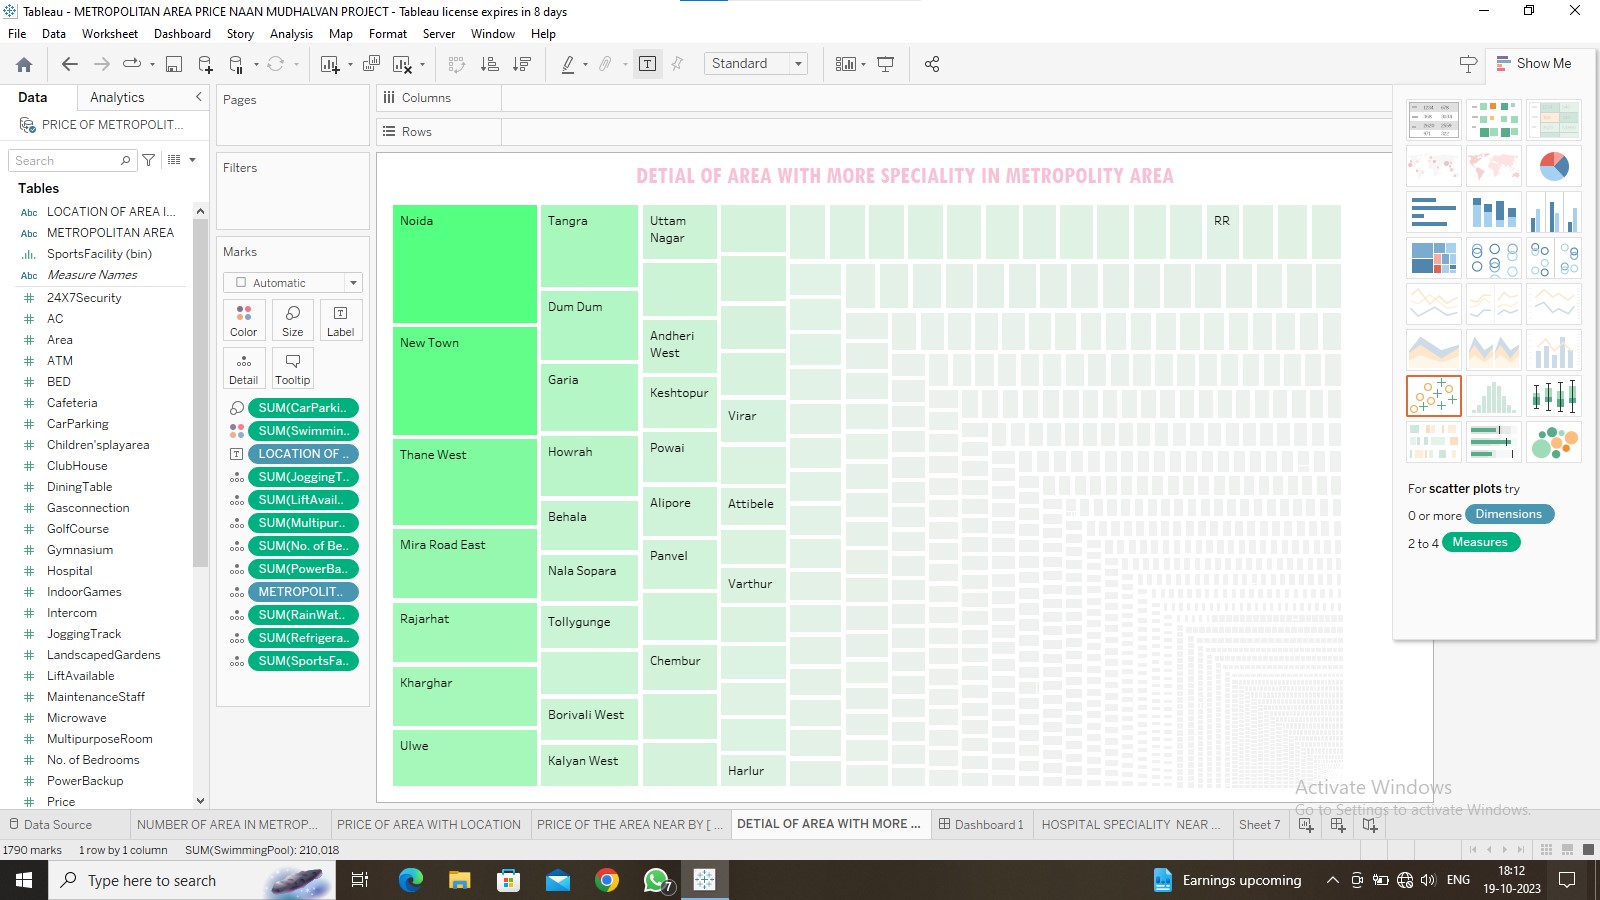 Tableau - METROPOLITAN AREA PRICE NAAN MUDHALVAN PROJECT - Tableau license expires in 8 days
File Data Worksheet Dashboard Story Analysis Map Format Server Window Help
Standard
Show Me
Data Analytics
PRICE OF METROPOLIT...
Search
Tables
Abc LOCATION OF AREA I...
Abc METROPOLITAN AREA
SportsFacility (bin)
Abc Measure Names
24X7Security
AC
Area
ATM
BED
Cafeteria
CarParking
Children'splayarea
ClubHouse
DiningTable
Gasconnection
GolfCourse
Gymnasium
Hospital
IndoorGames
Intercom
JoggingTrack
LandscapedGardens
LiftAvailable
MaintenanceStaff
Microwave
MultipurposeRoom
No. of Bedrooms
PowerBackup
Price
Pages
Filters
Marks
Automatic
Color Size Label
Detail Tooltip
SUM(CarParki..
SUM(Swimmin..
LOCATION OF ..
SUM(JoggingT..
SUM(LiftAvail..
SUM(Multipur..
SUM(No. of Be..
SUM(PowerBa..
METROPOLIT..
SUM(RainWat..
SUM(Refrigera..
SUM(SportsFa..
Columns
Rows
DETIAL OF AREA WITH MORE SPECIALITY IN METROPOLITY AREA
Noida
New Town
Thane West
Mira Road East
Rajarhat
Kharghar
Ulwe
Tangra
Dum Dum
Garia
Howrah
Behala
Nala Sopara
Tollygunge
Borivali West
Kalyan West
Uttam
Nagar
Andheri
West
Keshtopur
Powai
Alipore
Panvel
Chembur
Virar
Attibele
Varthur
Harlur
RR
For scatter plots try
0 or more Dimensions
2 to 4 Measures
Activate Windows
Go to Settings to activate Windows.
Data Source NUMBER OF AREA IN METROP... PRICE OF AREA WITH LOCATION PRICE OF THE AREA NEAR BY [ ... DETIAL OF AREA WITH MORE ... Dashboard 1 HOSPITAL SPECIALITY NEAR ... Sheet 7
1790 marks 1 row by 1 column SUM(SwimmingPool): 210,018
Type here to search
7
Earnings upcoming
ENG
18:12
19-10-2023